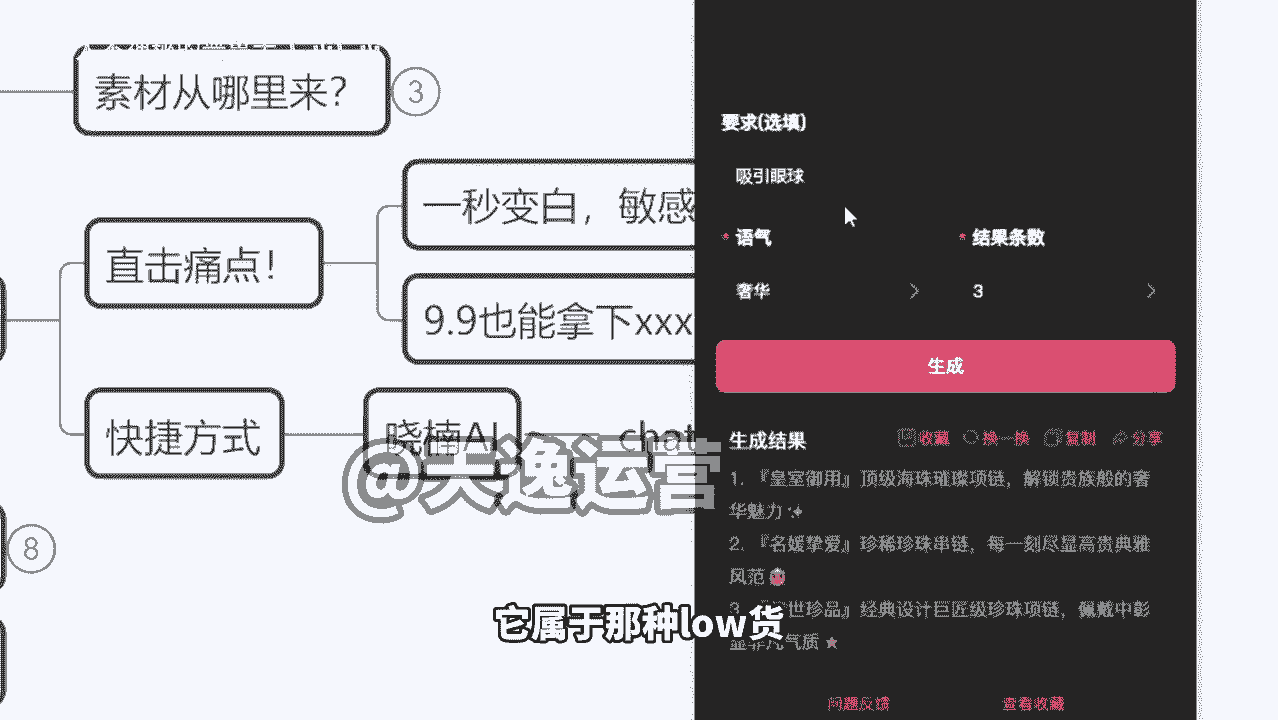 素材从哪里来？
3
一秒变白，敏感
直击痛点！
9.9也能拿下xxx
快捷方式
晓楠AI
chat
8
@天逸运营
要求(选填)
吸引眼球
* 语气
* 结果条数
奢华
3
生成
生成结果
收藏 换一换 复制 分享
1. 『皇室御用』顶级海珠璀璨项链，解锁贵族般的奢
华魅力
2. 『名媛挚爱』珍稀珍珠串链，每一刻尽显高贵典雅
风范
3. 世珍品』经典设计巨匠级珍珠项链，佩戴中彰
显非凡气质
它属于那种low货
问题反馈
查看收藏